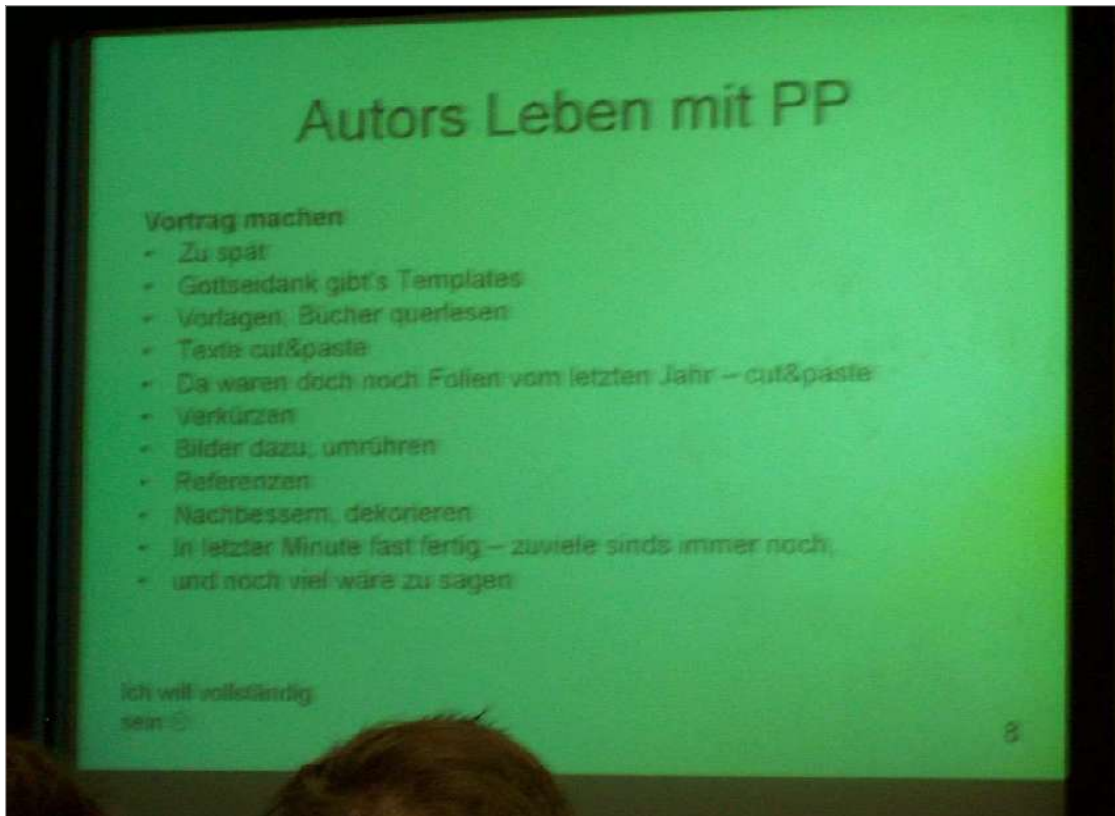 Autors Leben mit PP
Vortrag machen
• Zu spät
• Gottseidank gibt's Templates
• Vorlagen, Bücher querlesen
• Texte cut&paste
• Da waren doch noch Folien vom letzten Jahr – cut&paste
• Verkürzen
• Bilder dazu, umrühren
• Referenzen
• Nachbessern, dekorieren
• In letzter Minute fast fertig – zuviele sinds immer noch,
• und noch viel wäre zu sagen
Ich will vollständig
sein ☺
8